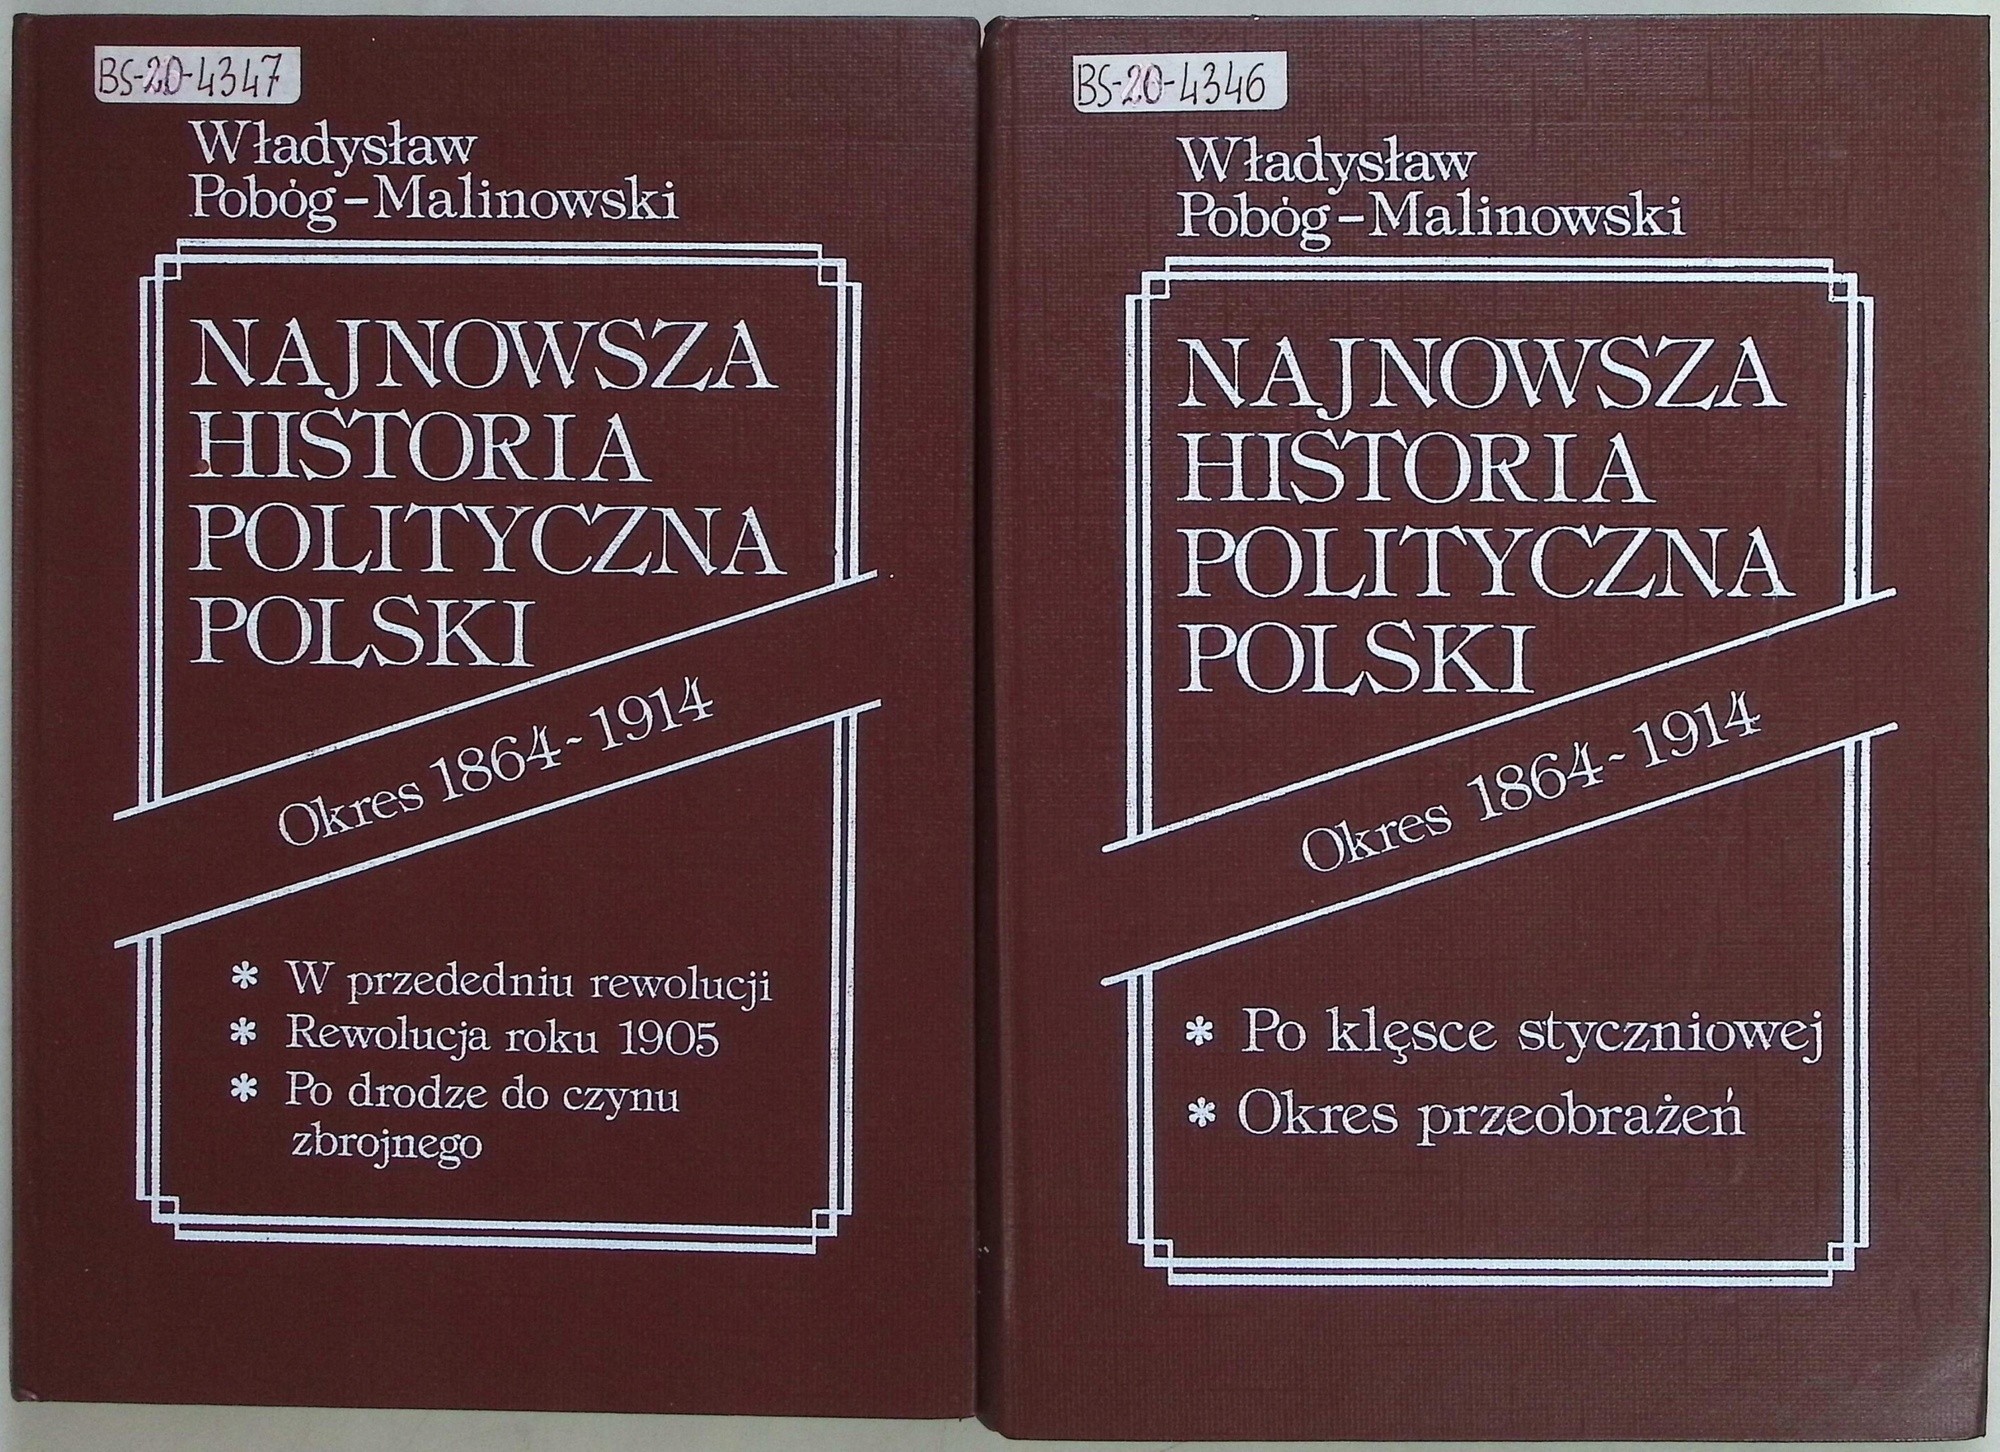 BS-20-4347
Władysław
Pobóg-Malinowski
NAJNOWSZA
HISTORIA
POLITYCZNA
POLSKI
Okres 1864-1914
* W przededniu rewolucji
* Rewolucja roku 1905
* Po drodze do czynu
zbrojnego
BS-20-4346
Władysław
Pobóg-Malinowski
NAJNOWSZA
HISTORIA
POLITYCZNA
POLSKI
Okres 1864-1914
* Po klęsce styczniowej
* Okres przeobrażeń